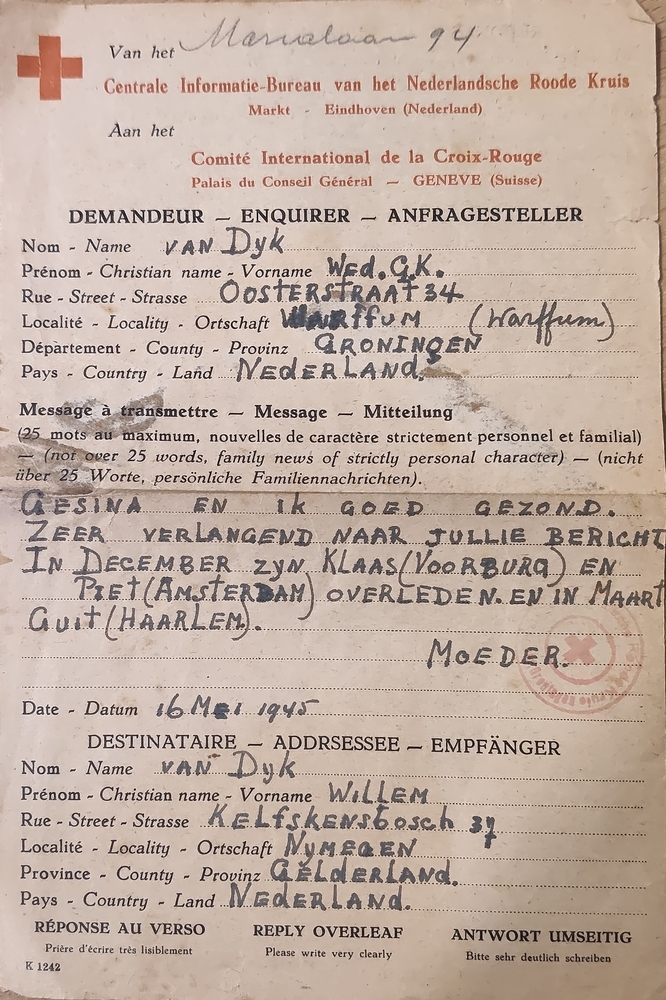 Van het Marialaan 94
Centrale Informatie-Bureau van het Nederlandsche Roode Kruis
Markt - Eindhoven (Nederland)
Aan het
Comité International de la Croix-Rouge
Palais du Conseil Général — GENEVE (Suisse)
DEMANDEUR — ENQUIRER — ANFRAGESTELLER
Nom - Name VAN Dyk
Prénom - Christian name - Vorname Wed. G.K.
Rue - Street - Strasse OOSTERSTRAAT 34
Localité - Locality - Ortschaft WARffUM (Warffum)
Département - County - Provinz GRONINGEN
Pays - Country - Land NEDERLAND.
Message à transmettre — Message — Mitteilung
(25 mots au maximum, nouvelles de caractère strictement personnel et familial)
— (not over 25 words, family news of strictly personal character) — (nicht
über 25 Worte, persönliche Familiennachrichten).
GESINA EN ik GOED GEZOND.
ZEER VERLANGEND NAAR JULLIE BERICHT
IN DECEMBER zyN KLAAS (VOORBURG) EN
PIET (AMSTERDAM) OVERLEDEN. EN IN MAART
GUIT (HAARLEM).
MOEDER.
Date - Datum 16 MEI 1945
DESTINATAIRE — ADDRSESSEE — EMPFÄNGER
Nom - Name VAN Dyk
Prénom - Christian name - Vorname WILLEM
Rue - Street - Strasse KELfskensbosch 37
Localité - Locality - Ortschaft NyMEGEN
Province - County - Provinz GELDERLAND.
Pays - Country - Land NEDERLAND.
RÉPONSE AU VERSO REPLY OVERLEAF ANTWORT UMSEITIG
Prière d'écrire très lisiblement Please write very clearly Bitte sehr deutlich schreiben
K 1242